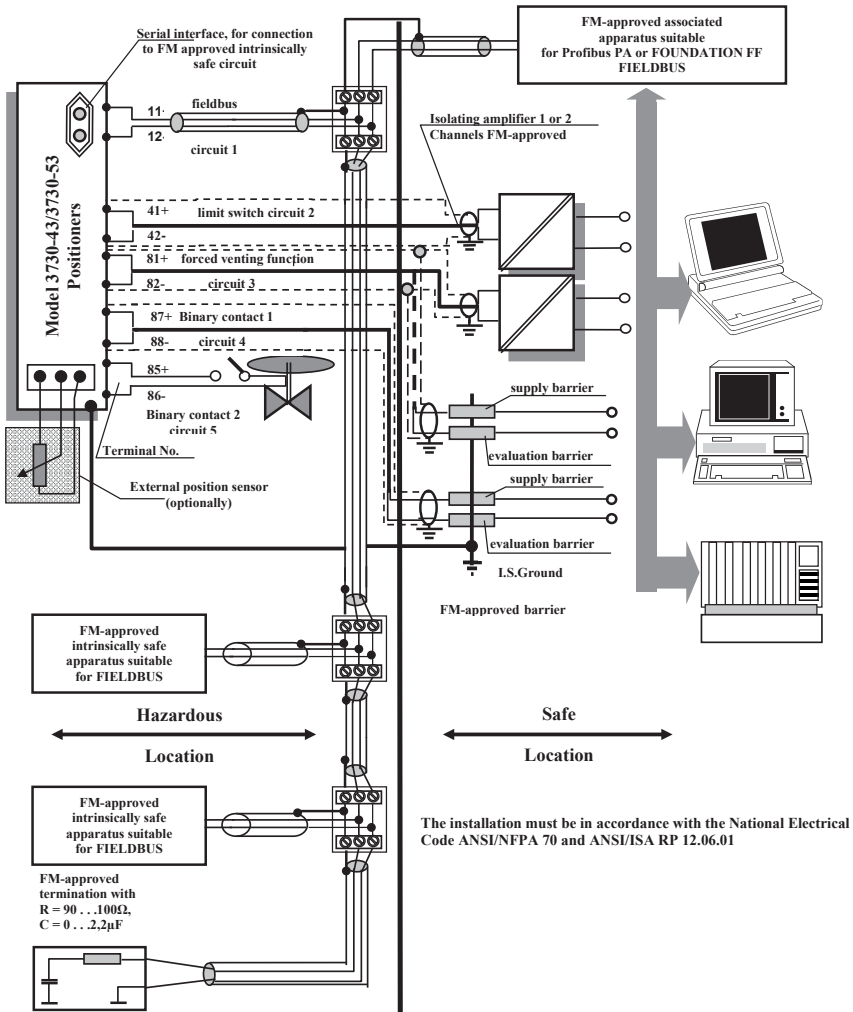 Serial interface, for connection
to FM approved intrinsically
safe circuit
FM-approved associated
apparatus suitable
for Profibus PA or FOUNDATION FF
FIELDBUS
Model 3730-43/3730-53
Positioners
11
fieldbus
12
circuit 1
Isolating amplifier 1 or 2
Channels FM-approved
41+ limit switch circuit 2
42-
81+ forced venting function
82- circuit 3
87+ Binary contact 1
88- circuit 4
85+
86-
Binary contact 2
circuit 5
Terminal No.
External position sensor
(optionally)
supply barrier
evaluation barrier
supply barrier
evaluation barrier
I.S.Ground
FM-approved barrier
FM-approved
intrinsically safe
apparatus suitable
for FIELDBUS
Hazardous
Location
Safe
Location
FM-approved
intrinsically safe
apparatus suitable
for FIELDBUS
The installation must be in accordance with the National Electrical
Code ANSI/NFPA 70 and ANSI/ISA RP 12.06.01
FM-approved
termination with
R = 90 . . .100Ω,
C = 0 . . .2,2µF